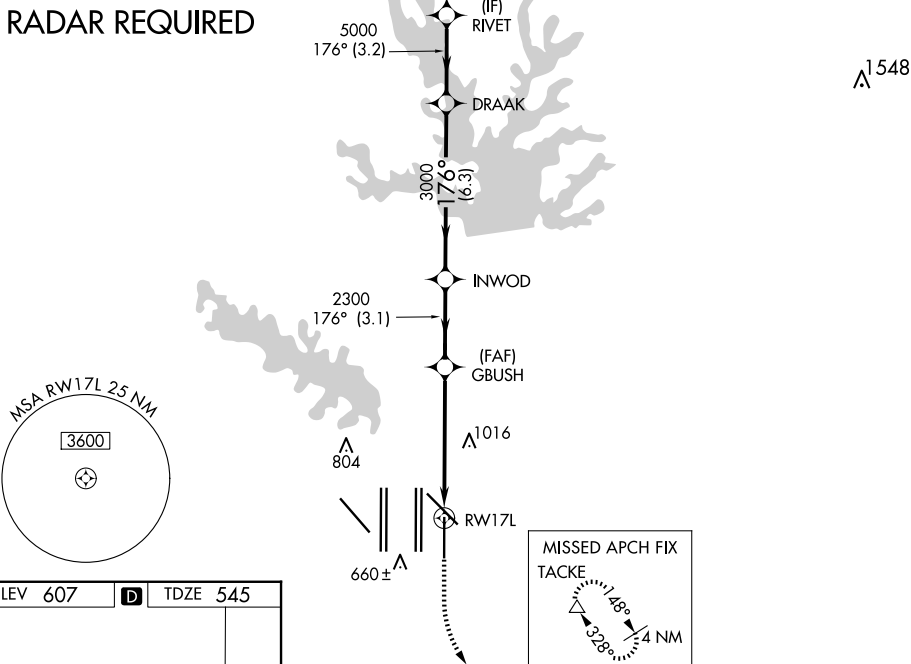 RADAR REQUIRED
(IF)
RIVET
5000
176° (3.2)
1548
DRAAK
3000
176°
(6.3)
INWOD
2300
176° (3.1)
(FAF)
GBUSH
MSA RW17L 25 NM
3600
1016
804
RW17L
660±
MISSED APCH FIX
TACKE
148°
328°
4 NM
LEV 607
D
TDZE 545